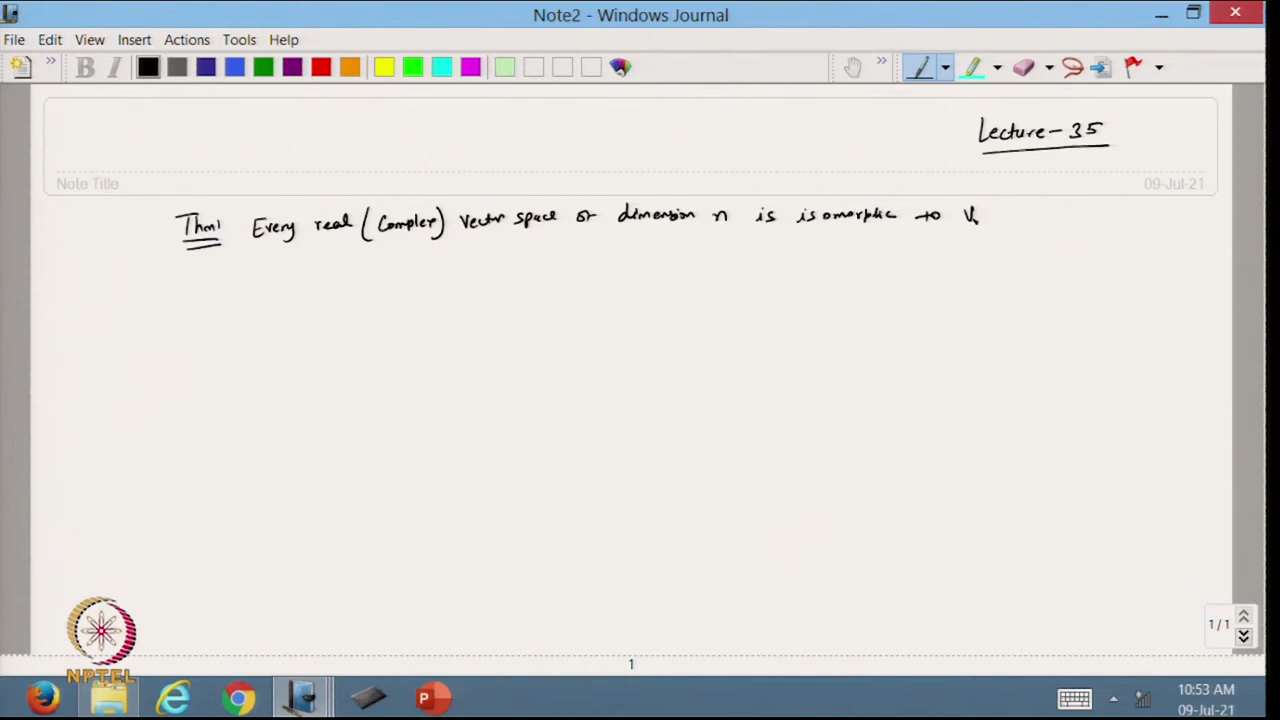 Note2 - Windows Journal
File Edit View Insert Actions Tools Help
B I
Lecture-35
Note Title
09-Jul-21
Thm: Every real (Complex) Vector space of dimension n is isomorphic to V
1/1
1
NPTEL
10:53 AM
09-Jul-21